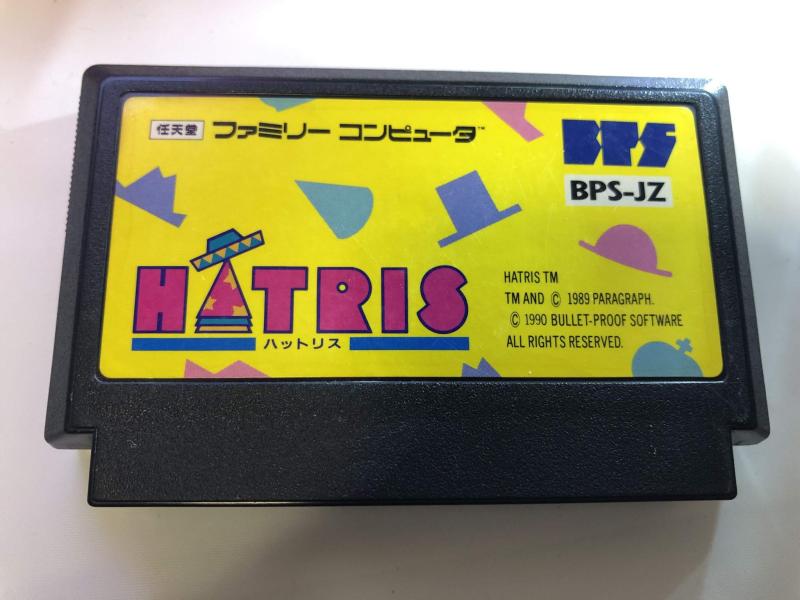 任天堂 ファミリー コンピュータ™
BPS
BPS-JZ
HATRIS
ハットリス
HATRIS TM
TM AND © 1989 PARAGRAPH.
© 1990 BULLET-PROOF SOFTWARE
ALL RIGHTS RESERVED.